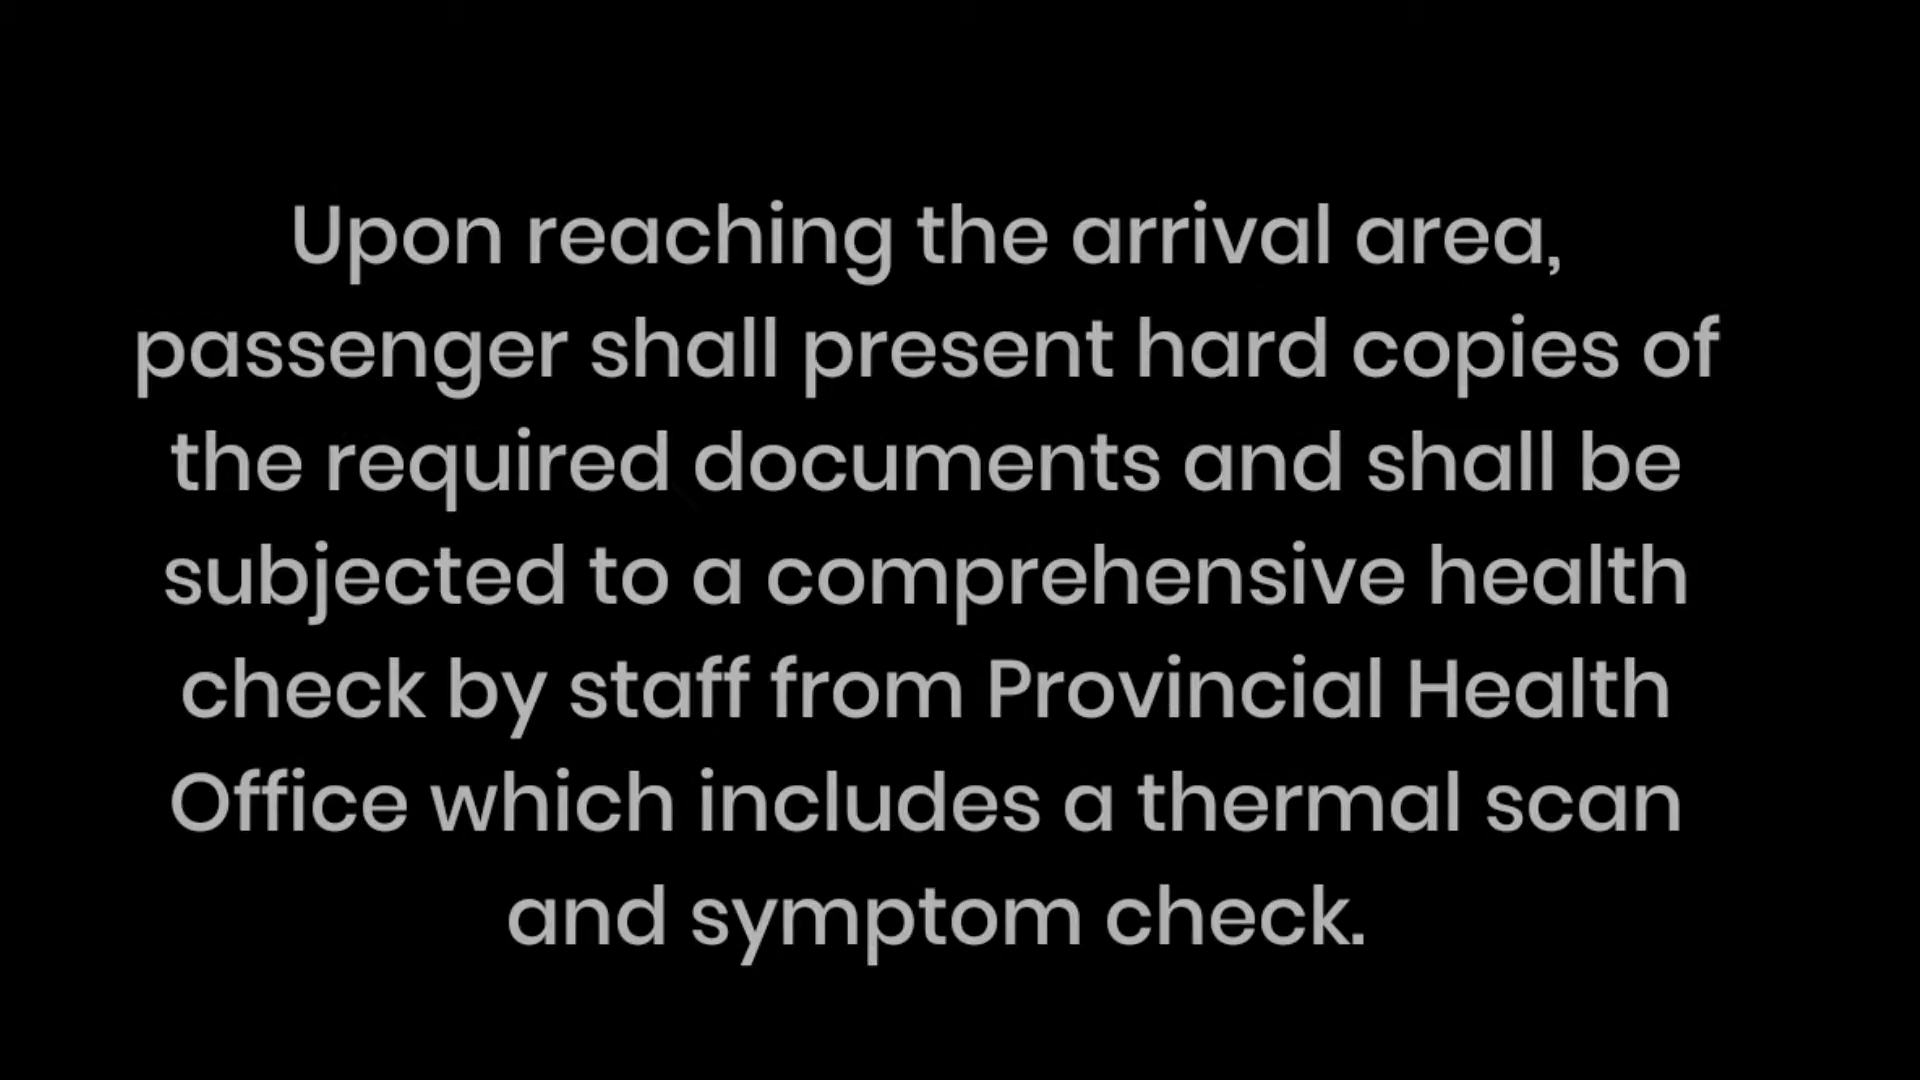 Upon reaching the arrival area,
passenger shall present hard copies of
the required documents and shall be
subjected to a comprehensive health
check by staff from Provincial Health
Office which includes a thermal scan
and symptom check.